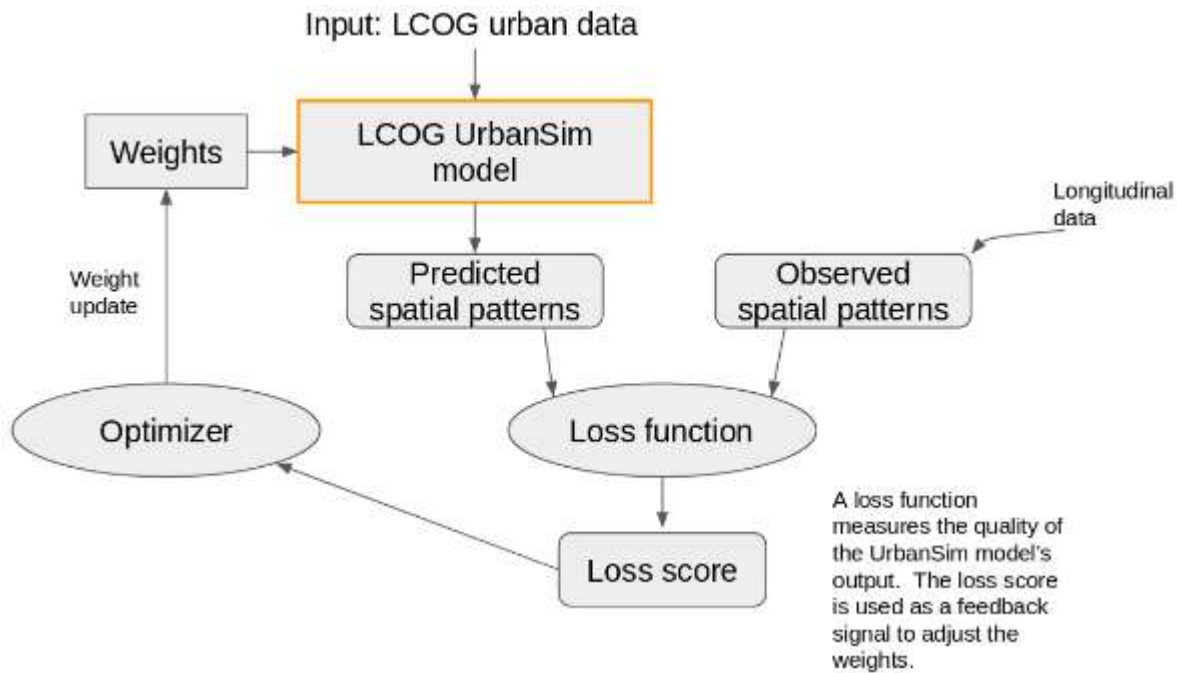 Input: LCOG urban data
LCOG UrbanSim
model
Weights
Longitudinal
data
Predicted
spatial patterns
Observed
spatial patterns
Weight
update
Optimizer
Loss function
Loss score
A loss function
measures the quality of
the UrbanSim model's
output.  The loss score
is used as a feedback
signal to adjust the
weights.